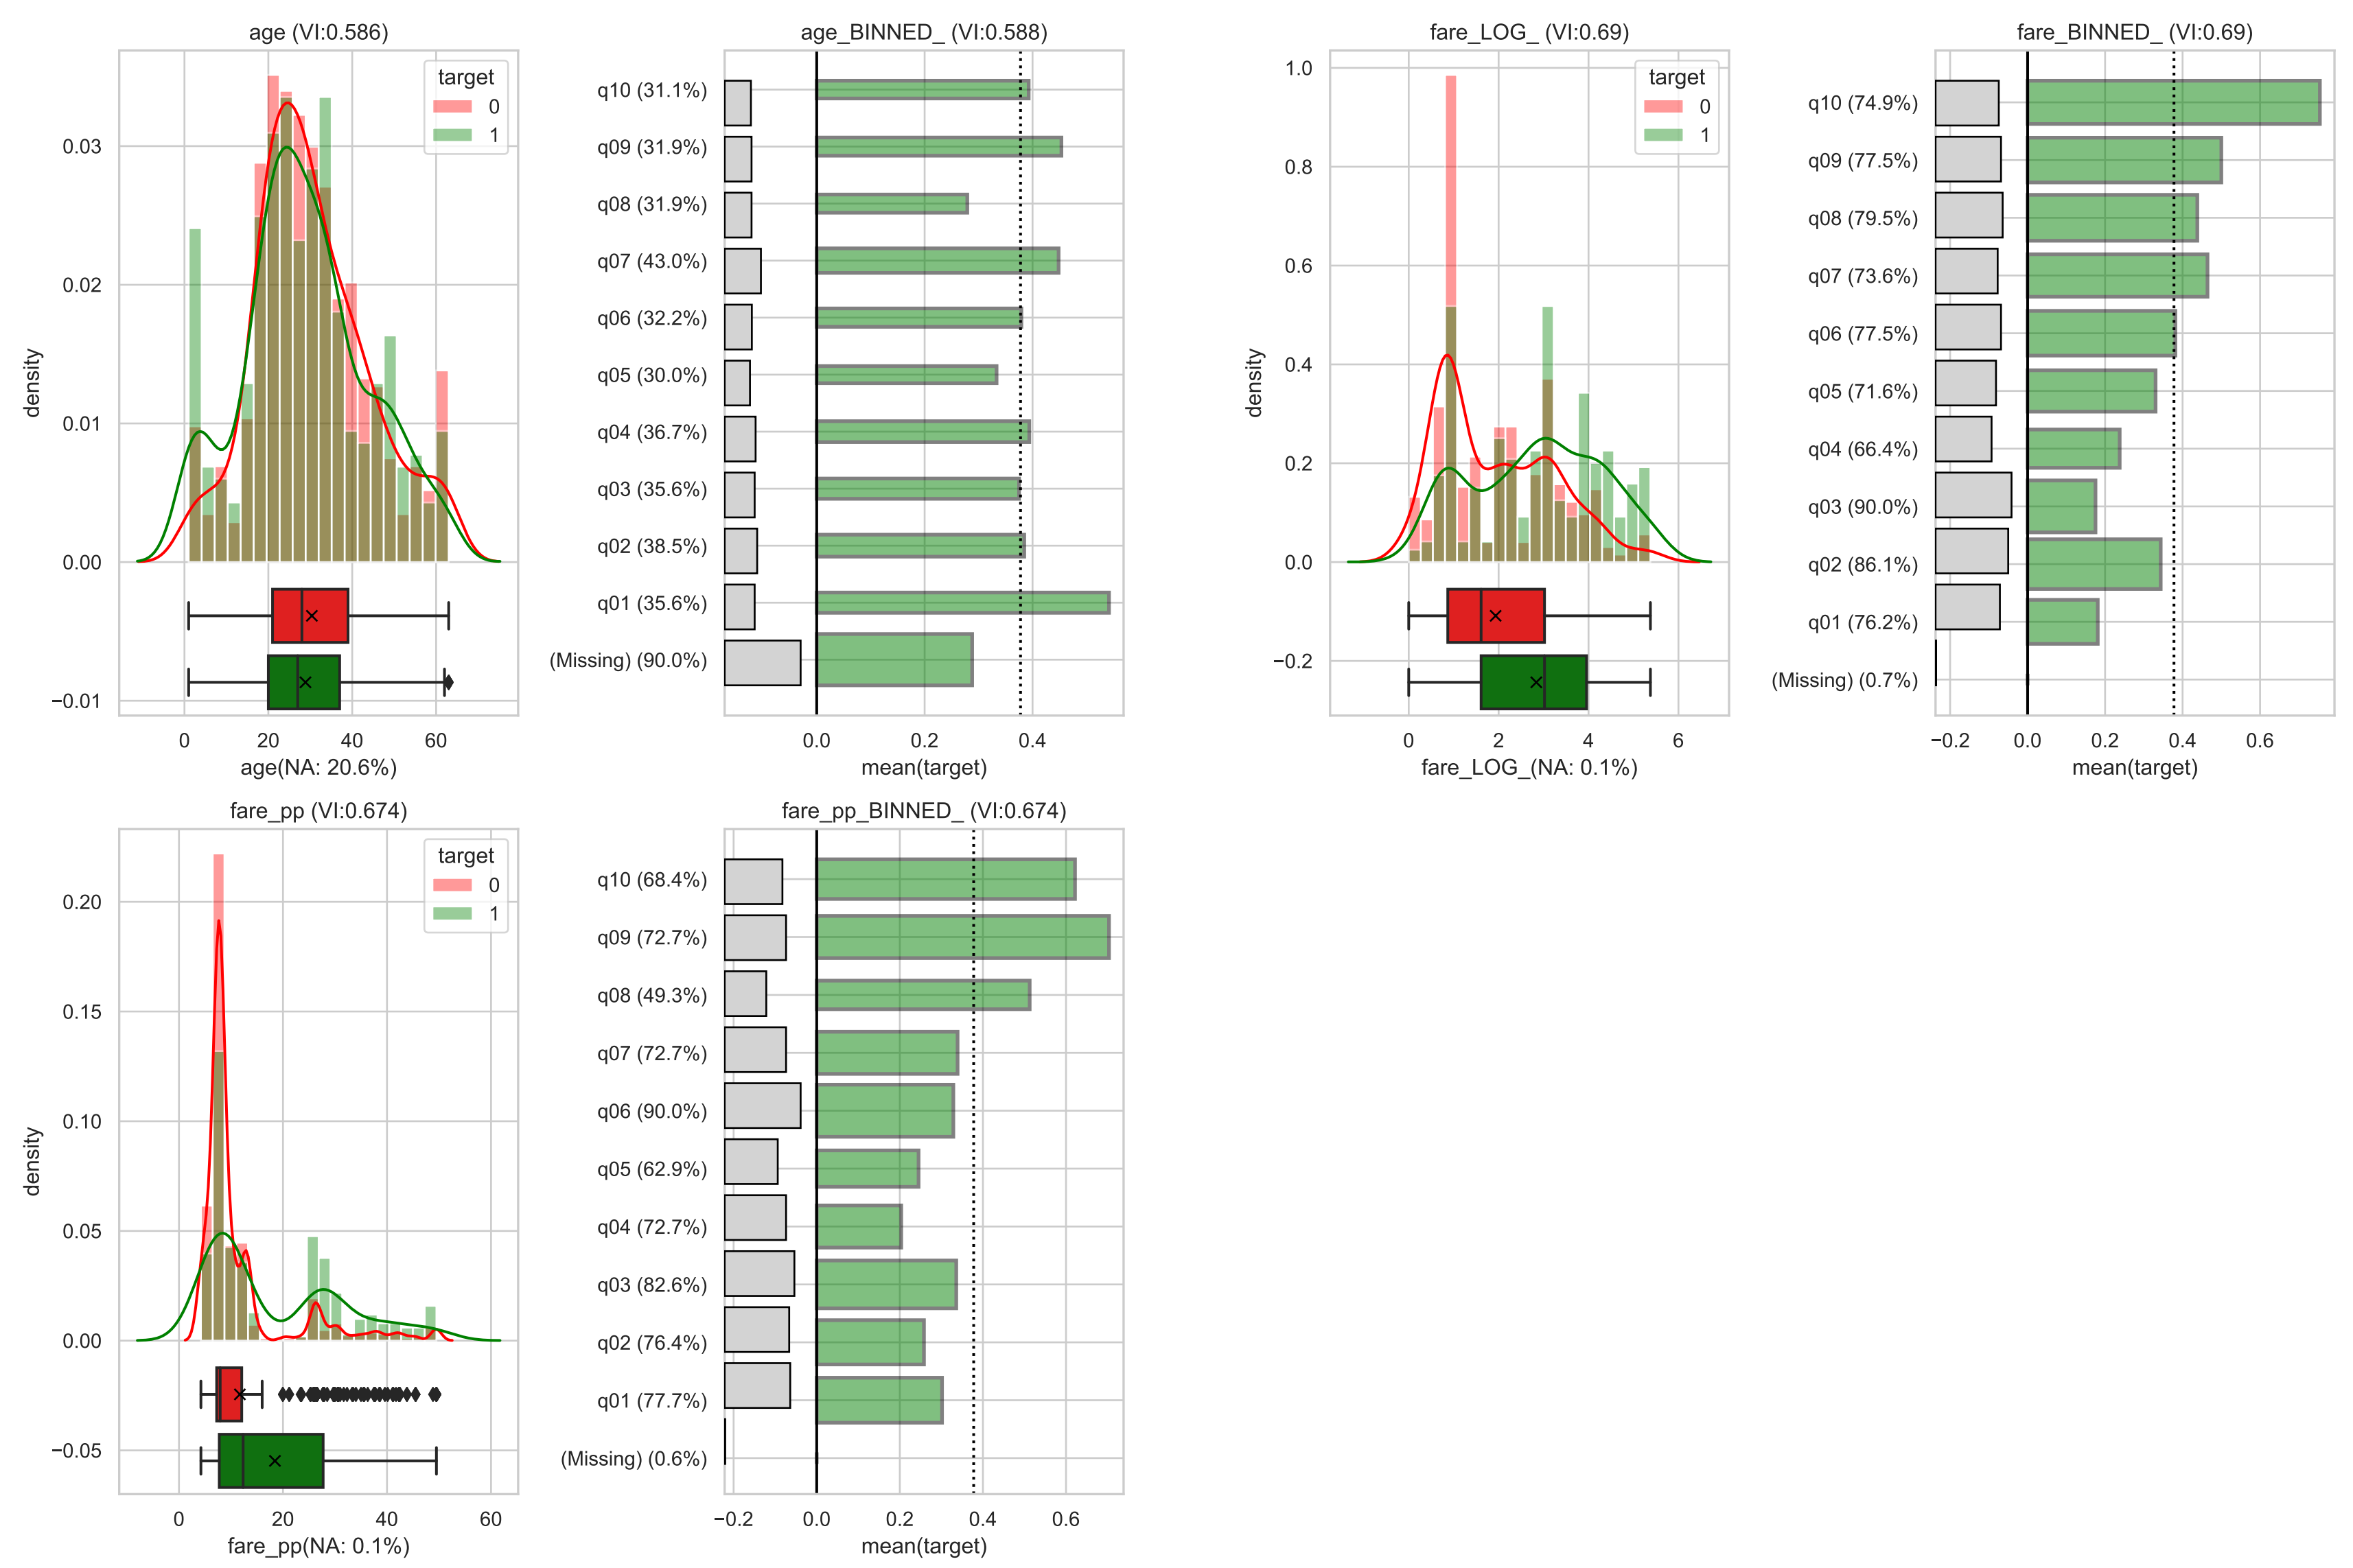 age (VI:0.586)
target
0
1
density
0.03
0.02
0.01
0.00
−0.01
0
20
40
60
age(NA: 20.6%)
age_BINNED_ (VI:0.588)
q10 (31.1%)
q09 (31.9%)
q08 (31.9%)
q07 (43.0%)
q06 (32.2%)
q05 (30.0%)
q04 (36.7%)
q03 (35.6%)
q02 (38.5%)
q01 (35.6%)
(Missing) (90.0%)
0.0
0.2
0.4
mean(target)
fare_LOG_ (VI:0.69)
target
0
1
density
1.0
0.8
0.6
0.4
0.2
0.0
−0.2
0
2
4
6
fare_LOG_(NA: 0.1%)
fare_BINNED_ (VI:0.69)
q10 (74.9%)
q09 (77.5%)
q08 (79.5%)
q07 (73.6%)
q06 (77.5%)
q05 (71.6%)
q04 (66.4%)
q03 (90.0%)
q02 (86.1%)
q01 (76.2%)
(Missing) (0.7%)
−0.2
0.0
0.2
0.4
0.6
mean(target)
fare_pp (VI:0.674)
target
0
1
density
0.20
0.15
0.10
0.05
0.00
−0.05
0
20
40
60
fare_pp(NA: 0.1%)
fare_pp_BINNED_ (VI:0.674)
q10 (68.4%)
q09 (72.7%)
q08 (49.3%)
q07 (72.7%)
q06 (90.0%)
q05 (62.9%)
q04 (72.7%)
q03 (82.6%)
q02 (76.4%)
q01 (77.7%)
(Missing) (0.6%)
−0.2
0.0
0.2
0.4
0.6
mean(target)